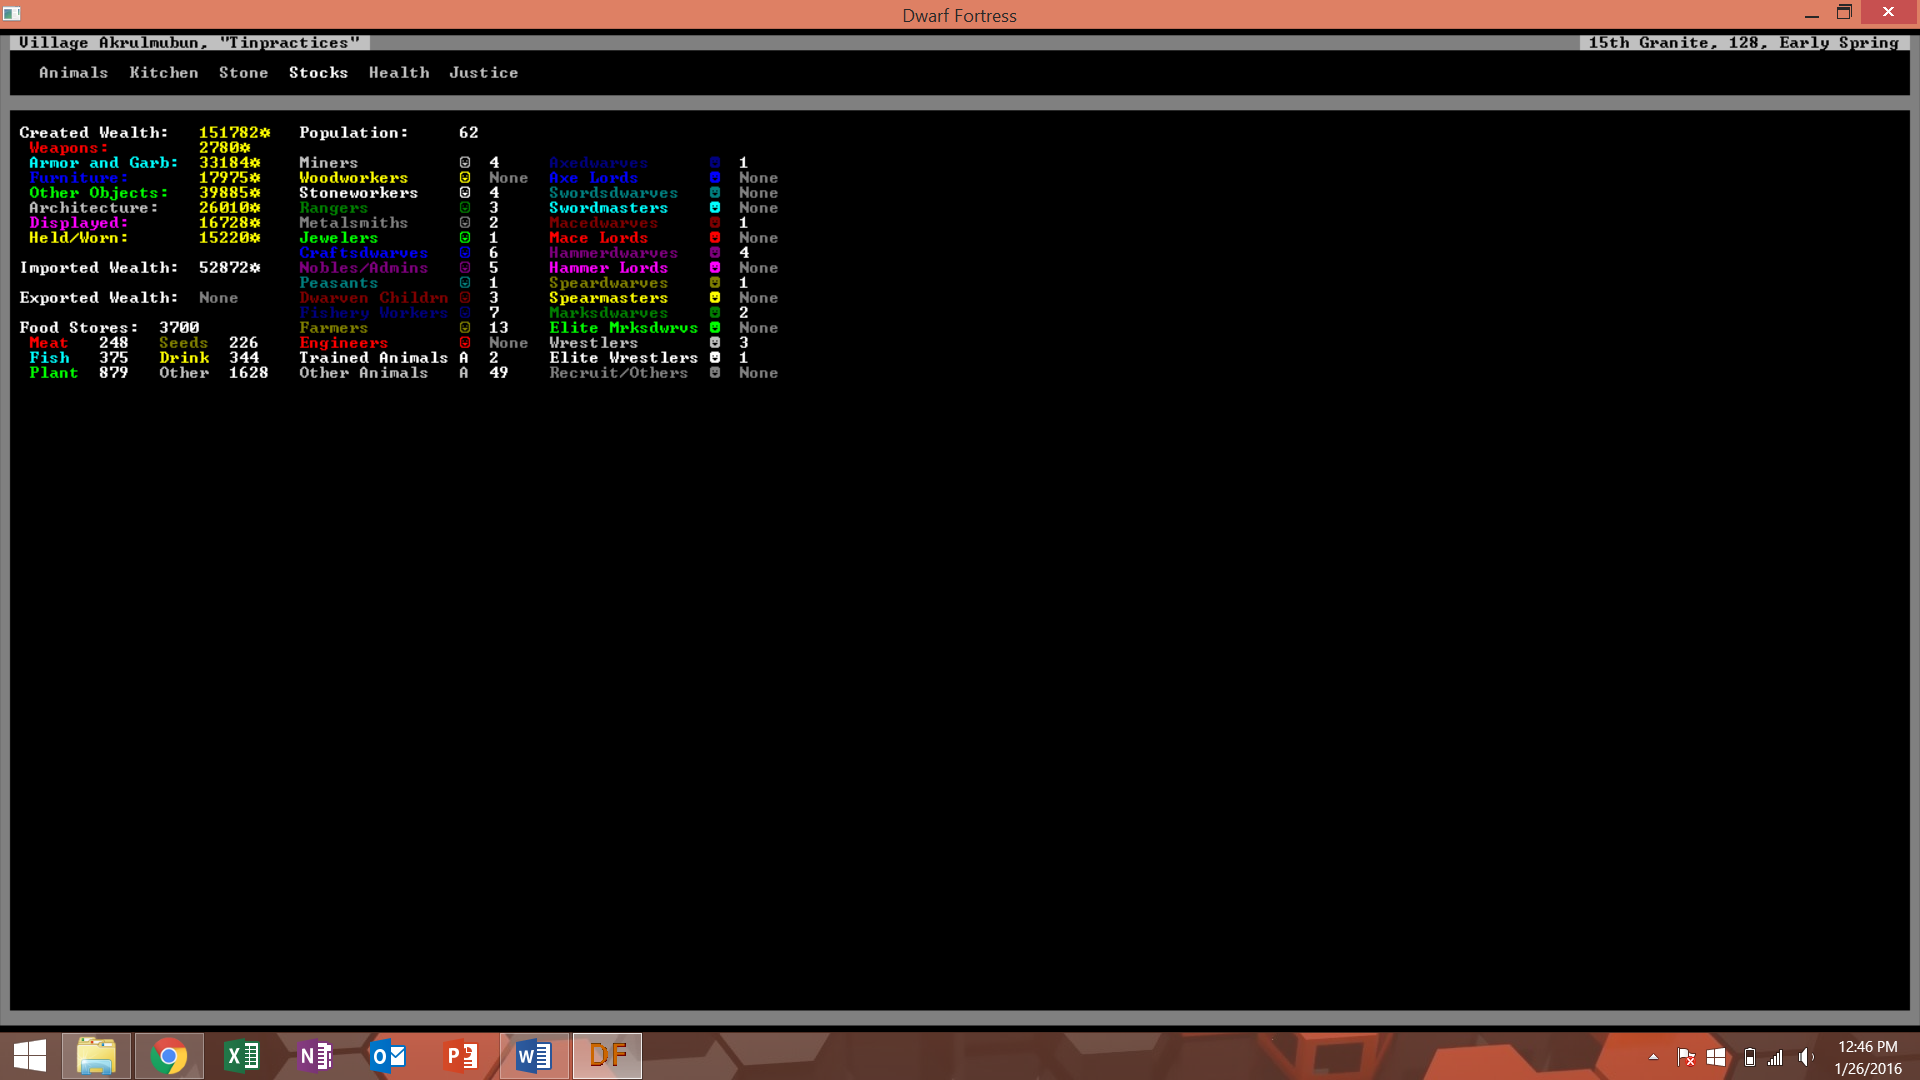 Dwarf Fortress
Village Akrulmubun, "Tinpractices" 15th Granite, 128, Early Spring
Animals Kitchen Stone Stocks Health Justice
Created Wealth: 151782☼ Population: 62
Weapons: 2780☼
Armor and Garb: 33184☼ Miners 4 Axedwarves 1
Furniture: 17975☼ Woodworkers None Axe Lords None
Other Objects: 39885☼ Stoneworkers 4 Swordsdwarves None
Architecture: 26010☼ Rangers 3 Swordmasters None
Displayed: 16728☼ Metalsmiths 2 Macedwarves 1
Held/Worn: 15220☼ Jewelers 1 Mace Lords None
Craftsdwarves 6 Hammerdwarves 4
Imported Wealth: 52872☼ Nobles/Admins 5 Hammer Lords None
Peasants 1 Speardwarves 1
Exported Wealth: None Dwarven Childrn 3 Spearmasters None
Fishery Workers 7 Marksdwarves 2
Food Stores: 3700 Farmers 13 Elite Mrksdwrvs None
Meat 248 Seeds 226 Engineers None Wrestlers 3
Fish 375 Drink 344 Trained Animals A 2 Elite Wrestlers 1
Plant 879 Other 1628 Other Animals A 49 Recruit/Others None
DF
12:46 PM
1/26/2016